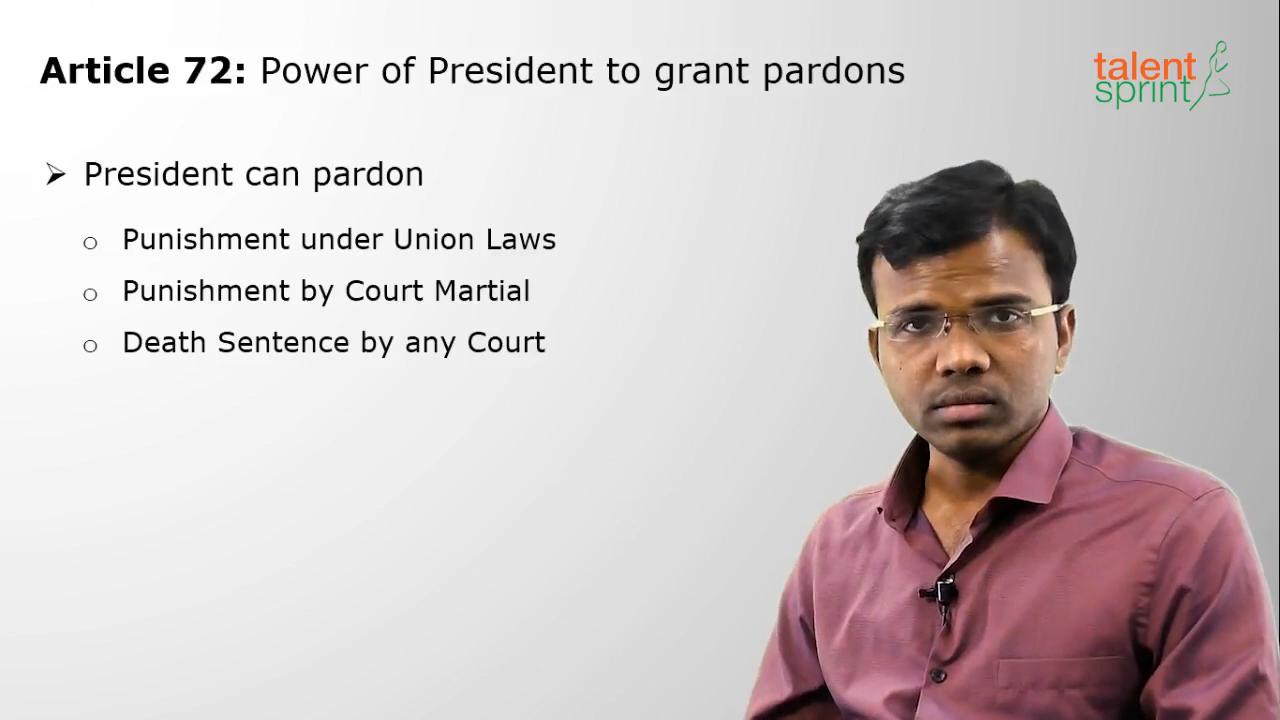 Article 72: Power of President to grant pardons
talent
sprint
➢ President can pardon
o Punishment under Union Laws
o Punishment by Court Martial
o Death Sentence by any Court